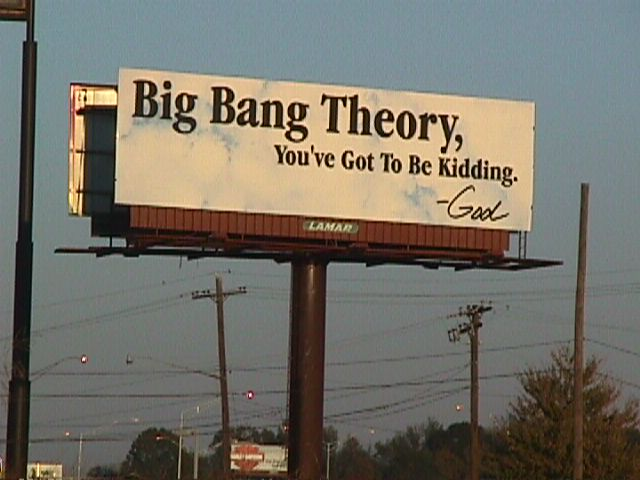 Big Bang Theory,
You've Got To Be Kidding.
-God
LAMAR